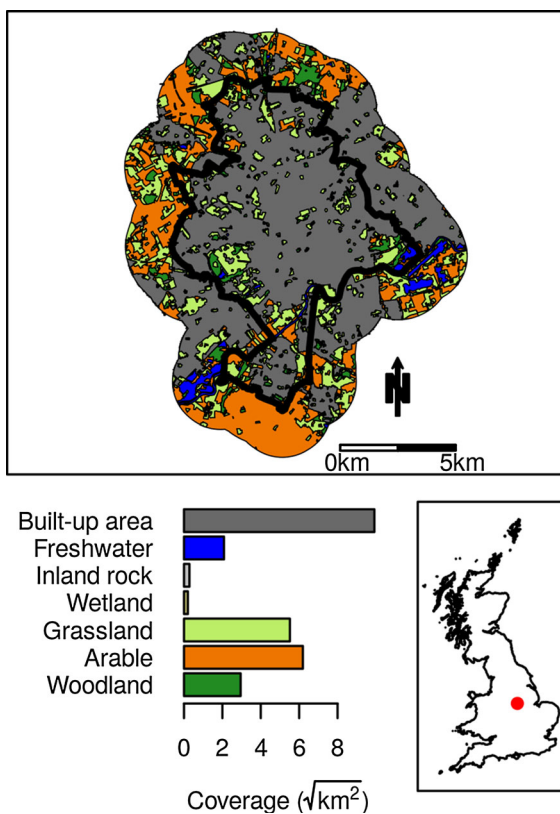 N
0km 5km
Built-up area
Freshwater
Inland rock
Wetland
Grassland
Arable
Woodland
0 2 4 6 8
Coverage (√km²)